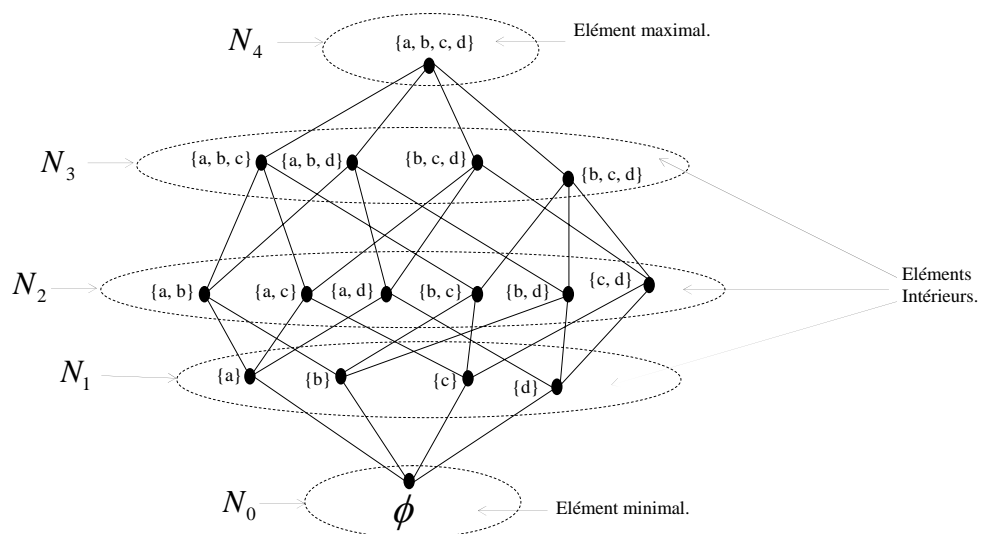 N4
{a, b, c, d}
Elément maximal.
N3
{a, b, c}
{a, b, d}
{b, c, d}
{b, c, d}
N2
{a, b}
{a, c}
{a, d}
{b, c}
{b, d}
{c, d}
Eléments
Intérieurs.
N1
{a}
{b}
{c}
{d}
N0
ϕ
Elément minimal.